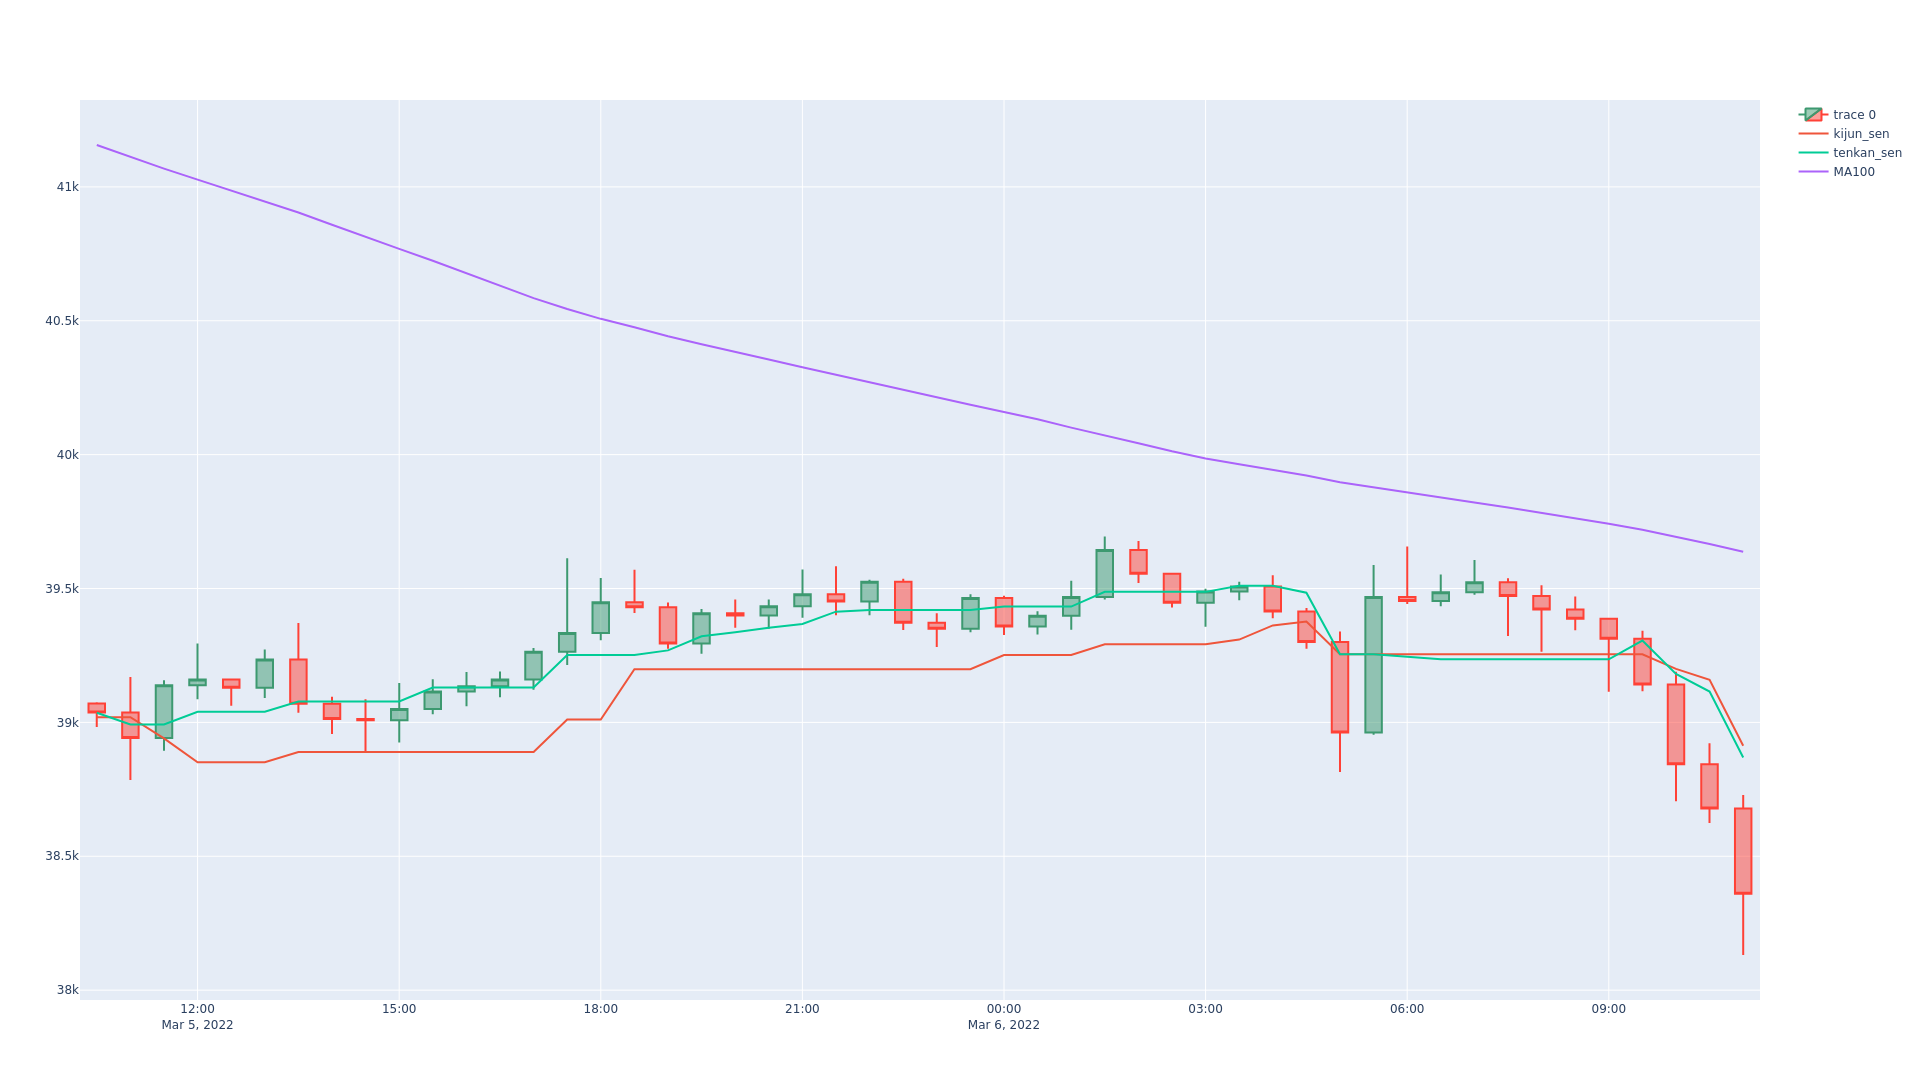 trace 0
kijun_sen
tenkan_sen
MA100
41k
40.5k
40k
39.5k
39k
38.5k
38k
12:00 15:00 18:00 21:00 00:00 03:00 06:00 09:00
Mar 5, 2022 Mar 6, 2022